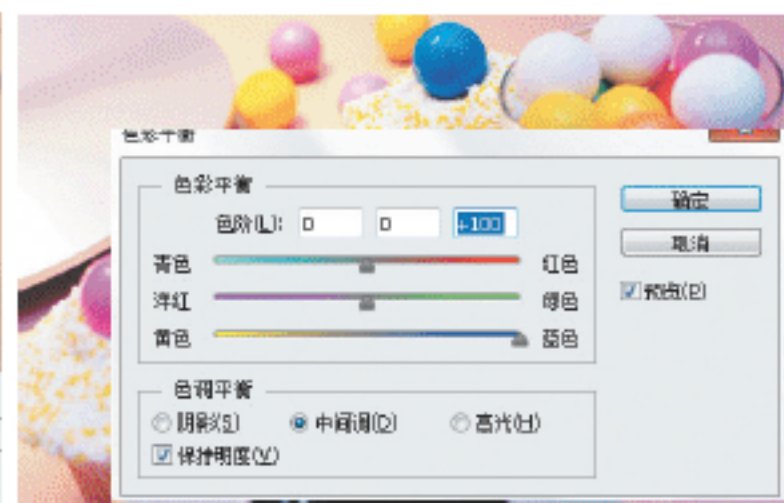 色彩平衡
色彩平衡
色阶(L): 0 0 +100
确定
取消
青色 红色
预览(P)
洋红 绿色
黄色 蓝色
色调平衡
阴影(S) 中间调(D) 高光(H)
保持明度(V)